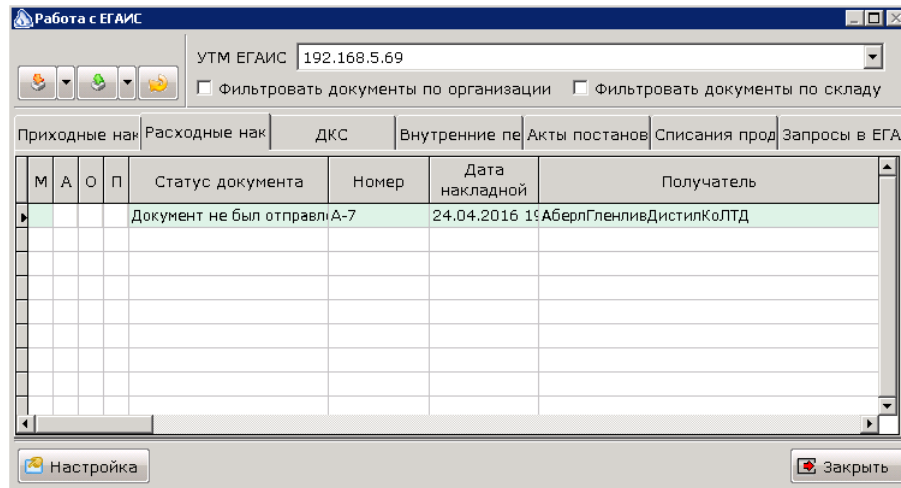 Работа с ЕГАИС
УТМ ЕГАИС 192.168.5.69
Фильтровать документы по организации Фильтровать документы по складу
Приходные нак Расходные нак ДКС Внутренние пе Акты постанов Списания прод Запросы в ЕГА
М А О П Статус документа Номер Дата накладной Получатель
Документ не был отправл А-7 24.04.2016 19 АберлГленливДистилКоЛТД
Настройка Закрыть